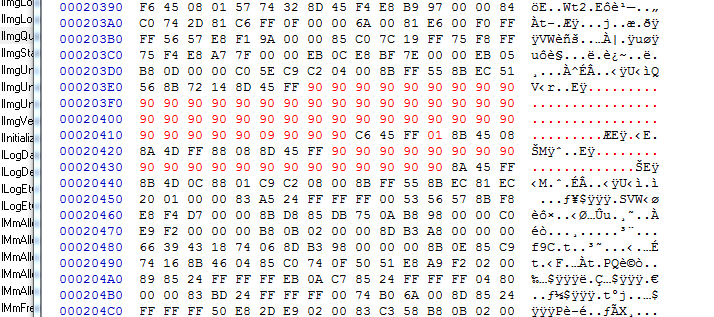 IImgLo
IImgLo
IImgQu
IImgSta
IImgUn
IImgUn
IImgUn
IImgVe
IInitializ
ILogDa
ILogDa
ILogEt
ILogEt
IMmAll
IMmAll
IMmAll
IMmAll
IMmFre
00020390 F6 45 08 01 57 74 32 8D 45 F4 E8 B9 97 00 00 84 öE..Wt2.Eôè¹—..„
000203A0 C0 74 2D 81 C6 FF 0F 00 00 6A 00 81 E6 00 F0 FF Àt-.Æÿ...j..æ.ðÿ
000203B0 FF 56 57 E8 F1 9A 00 00 85 C0 7C 19 FF 75 F8 FF ÿVWèñš..…À|.ÿuøÿ
000203C0 75 F4 E8 A7 7F 00 00 EB 0C E8 BF 7E 00 00 EB 05 uôè§...ë.è¿~..ë.
000203D0 B8 0D 00 00 C0 5E C9 C2 04 00 8B FF 55 8B EC 51 ¸...À^ÉÂ..‹ÿU‹ìQ
000203E0 56 8B 72 14 8D 45 FF 90 90 90 90 90 90 90 90 90 V‹r..Eÿ.........
000203F0 90 90 90 90 90 90 90 90 90 90 90 90 90 90 90 90 ................
00020400 90 90 90 90 90 90 90 90 90 90 90 90 90 90 90 90 ................
00020410 90 90 90 90 90 09 90 90 90 C6 45 FF 01 8B 45 08 .........ÆEÿ.‹E.
00020420 8A 4D FF 88 08 8D 45 FF 90 90 90 90 90 90 90 90 ŠMÿˆ..Eÿ........
00020430 90 90 90 90 90 90 90 90 90 90 90 90 90 8A 45 FF .............ŠEÿ
00020440 8B 4D 0C 88 01 C9 C2 08 00 8B FF 55 8B EC 81 EC ‹M.ˆ.ÉÂ..‹ÿU‹ì.ì
00020450 20 01 00 00 83 A5 24 FF FF FF 00 53 56 57 8B F8 ...ƒ¥$ÿÿÿ.SVW‹ø
00020460 E8 F4 D7 00 00 8B D8 85 DB 75 0A B8 98 00 00 C0 èô×..‹Ø…Ûu.¸˜..À
00020470 E9 F2 00 00 00 B8 B0 B2 00 00 8D B3 A8 00 00 00 éò...¸°²...³¨...
00020480 66 39 43 18 74 06 8D B3 98 00 00 00 8B 0E 85 C9 f9C.t..³˜...‹.…É
00020490 74 16 8B 46 04 85 C0 74 0F 50 51 E8 A9 F2 02 00 t.‹F.…Àt.PQè©ò..
000204A0 89 85 24 FF FF FF EB 0A C7 85 24 FF FF FF 04 80 ‰…$ÿÿÿë.Ç…$ÿÿÿ.€
000204B0 00 00 83 BD 24 FF FF FF 00 74 B0 6A 00 8D 85 24 ..ƒ½$ÿÿÿ.t°j..…$
000204C0 FF FF FF 50 E8 2D E9 02 00 83 C3 58 B8 0B 02 00 ÿÿÿPè-é..ƒÃX¸...